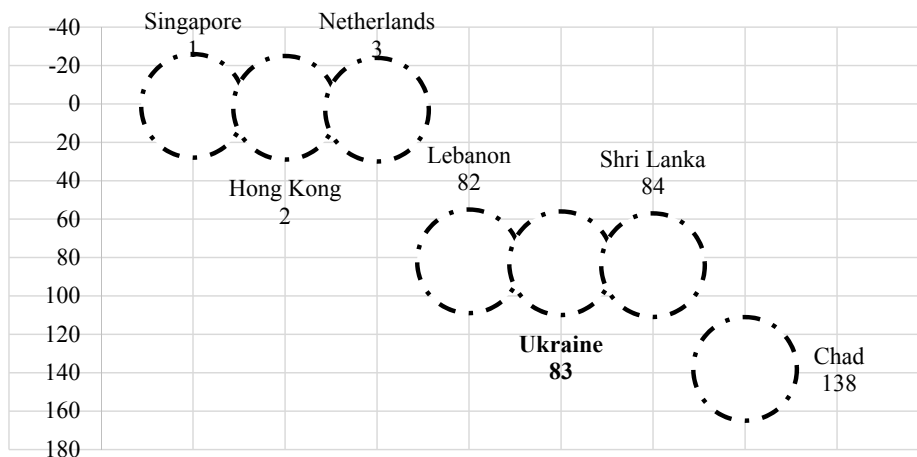 Singapore
1
Netherlands
3
-40
-20
0
20
40
60
80
100
120
140
160
180
Hong Kong
2
Lebanon
82
Shri Lanka
84
Ukraine
83
Chad
138